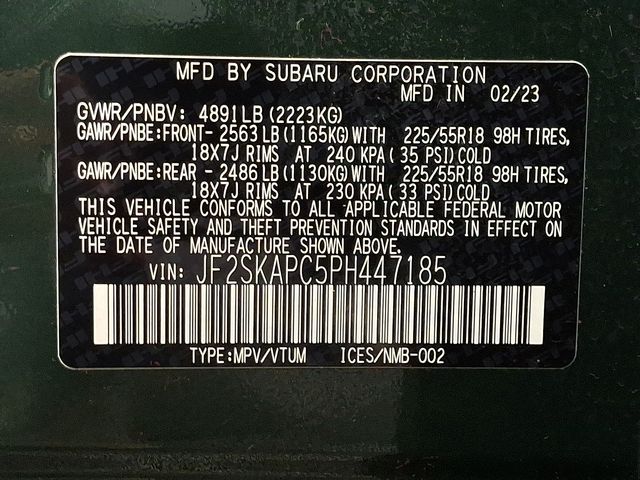 MFD BY SUBARU CORPORATION
MFD IN 02/23
GVWR/PNBV: 4891LB (2223KG)
GAWR/PNBE:FRONT- 2563 LB (1165KG) WITH 225/55R18 98H TIRES,
18X7J RIMS AT 240 KPA (35 PSI) COLD
GAWR/PNBE:REAR - 2486 LB (1130KG) WITH 225/55R18 98H TIRES,
18X7J RIMS AT 230 KPA (33 PSI) COLD
THIS VEHICLE CONFORMS TO ALL APPLICABLE FEDERAL MOTOR
VEHICLE SAFETY AND THEFT PREVENTION STANDARDS IN EFFECT ON
THE DATE OF MANUFACTURE SHOWN ABOVE.
VIN: JF2SKAPC5PH447185
TYPE:MPV/VTUM ICES/NMB-002